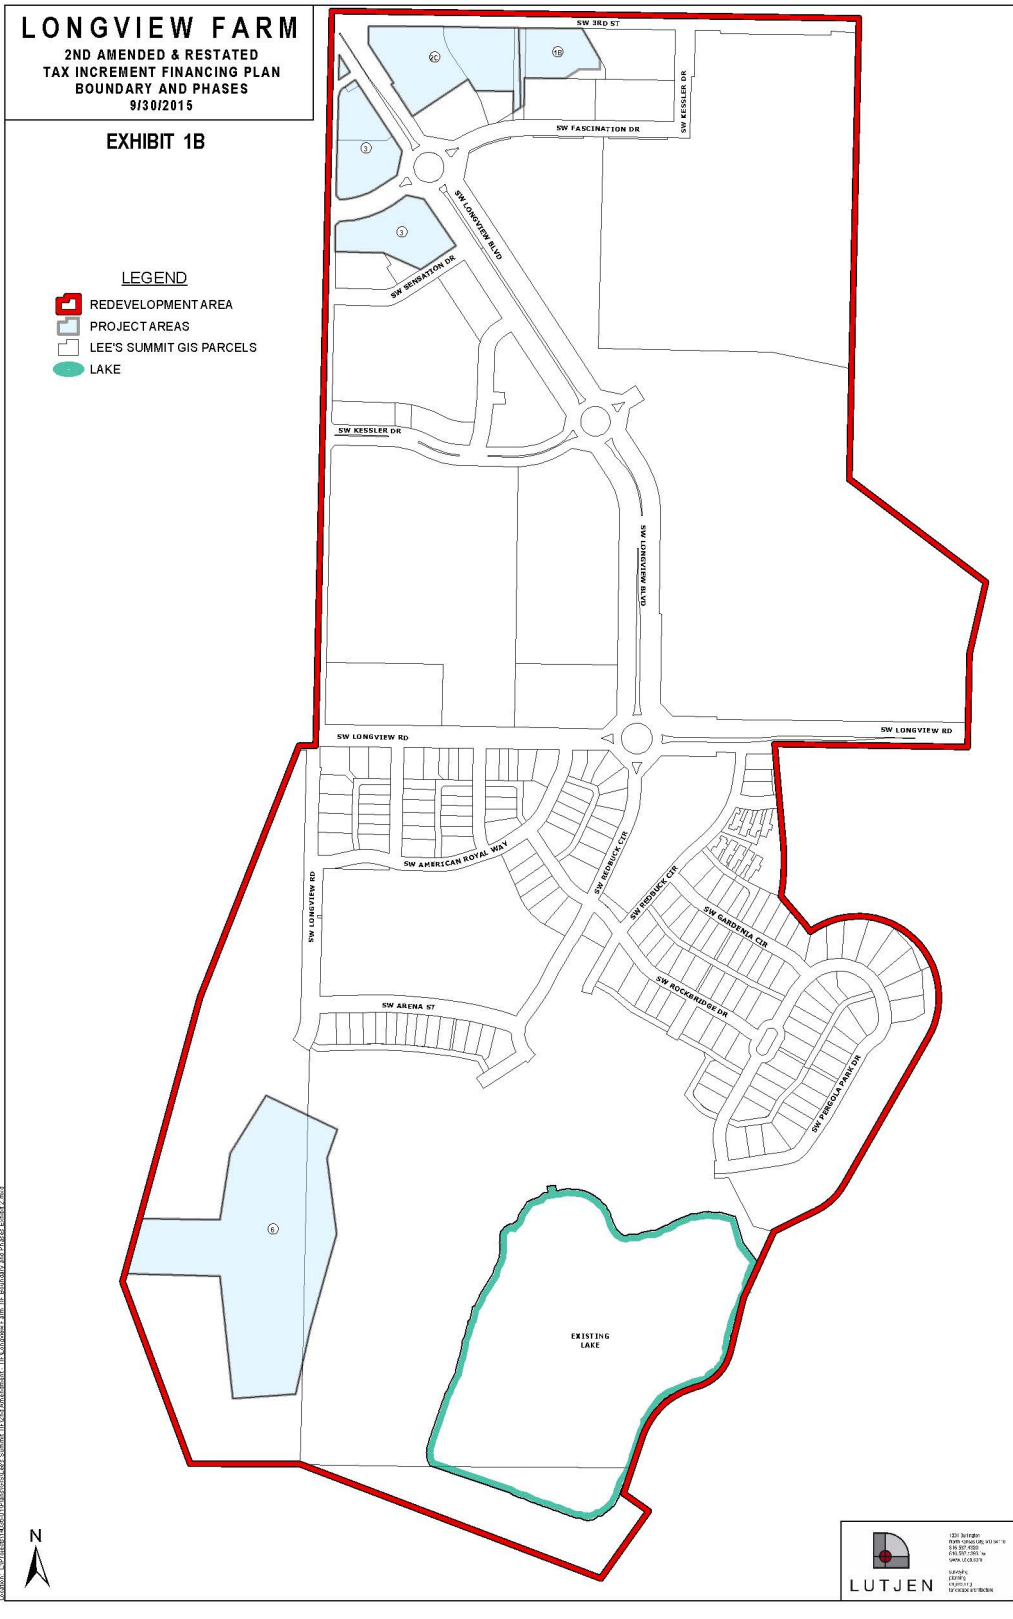 LONGVIEW FARM
2ND AMENDED & RESTATED
TAX INCREMENT FINANCING PLAN
BOUNDARY AND PHASES
9/30/2015
EXHIBIT 1B
LEGEND
REDEVELOPMENT AREA
PROJECT AREAS
LEE'S SUMMIT GIS PARCELS
LAKE
SW 3RD ST
2C
1B
SW KESSLER DR
SW FASCINATION DR
3
SW LONGVIEW BLVD
3
SW SENSATION DR
SW KESSLER DR
SW LONGVIEW BLVD
SW LONGVIEW RD
SW LONGVIEW RD
SW AMERICAN ROYAL WAY
SW REDBUCK CIR
SW REDBUCK CIR
SW LONGVIEW RD
SW GARDENIA CIR
SW ROCKBRIDGE DR
SW ARENA ST
SW PERGOLA PARK DR
6
EXISTING
LAKE
N
LUTJEN